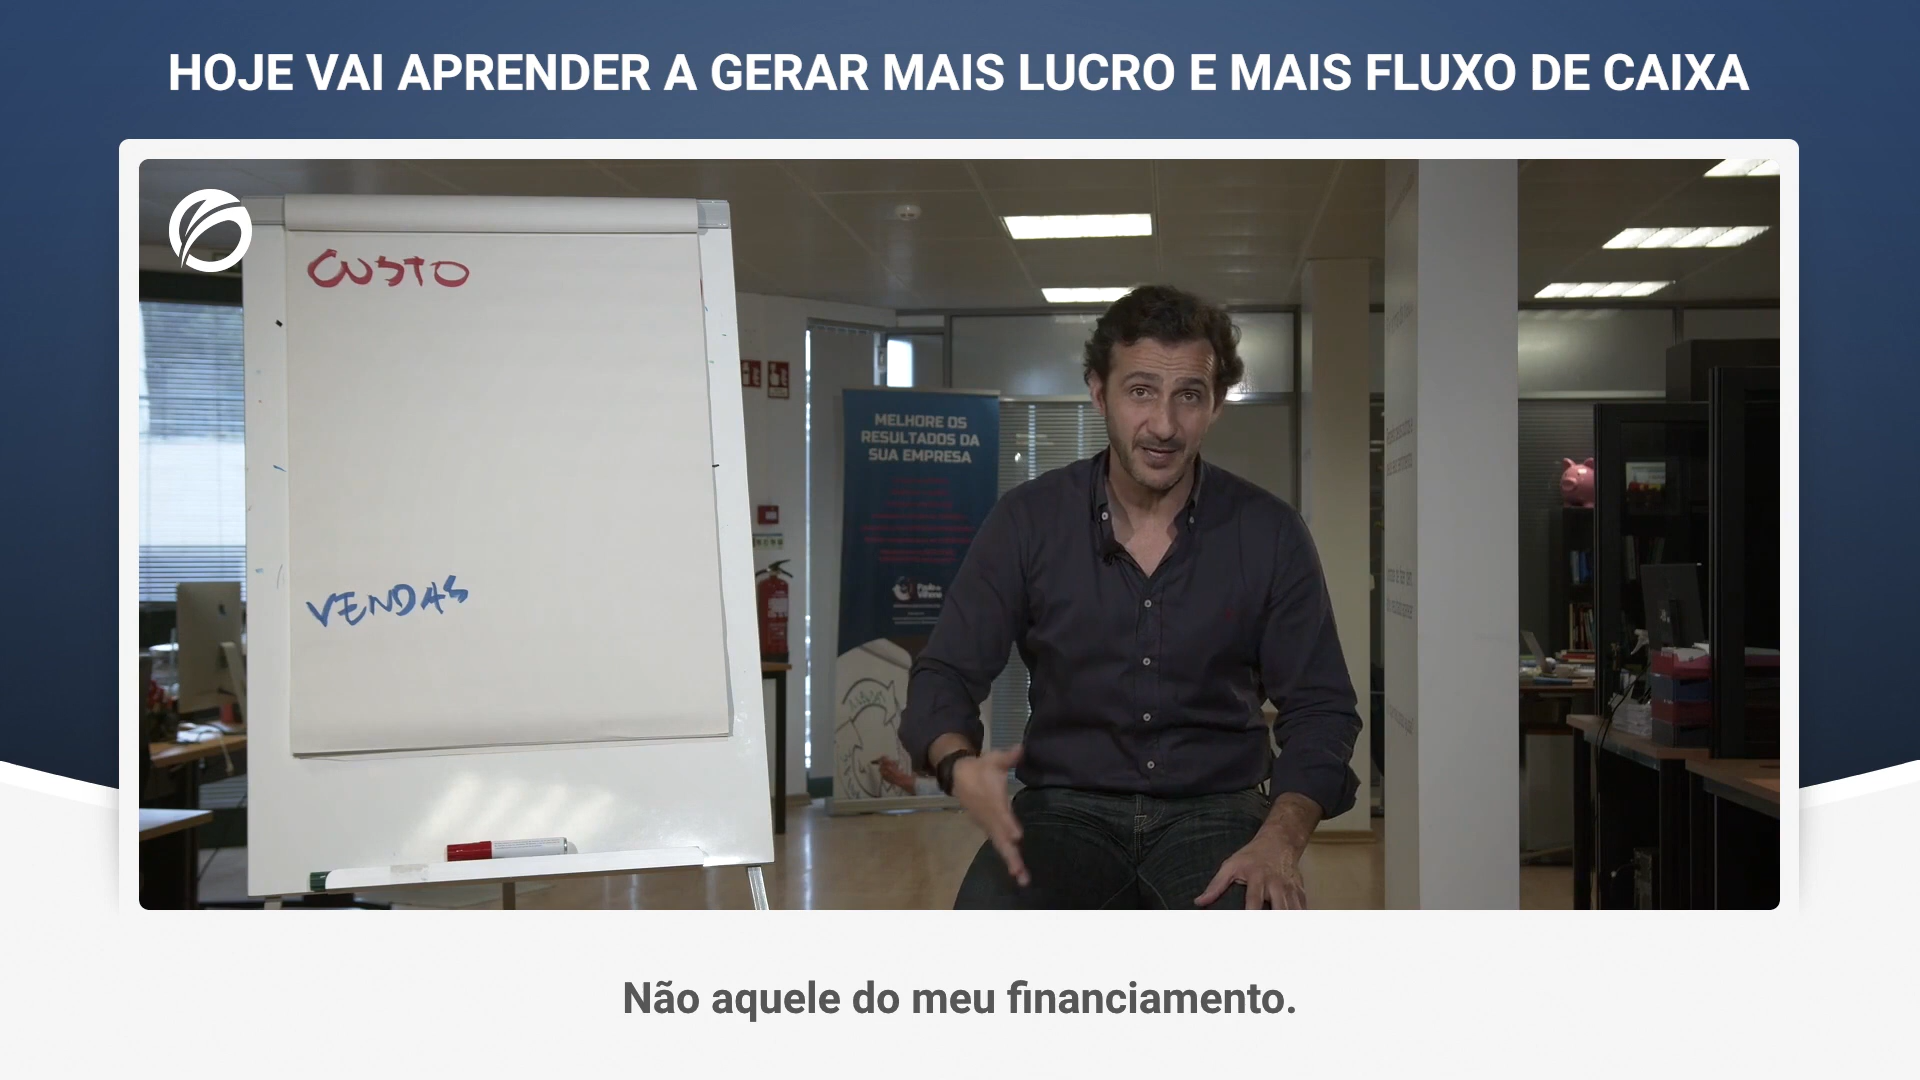 HOJE VAI APRENDER A GERAR MAIS LUCRO E MAIS FLUXO DE CAIXA
CUSTO
VENDAS
MELHORE OS
RESULTADOS DA
SUA EMPRESA
Não aquele do meu financiamento.